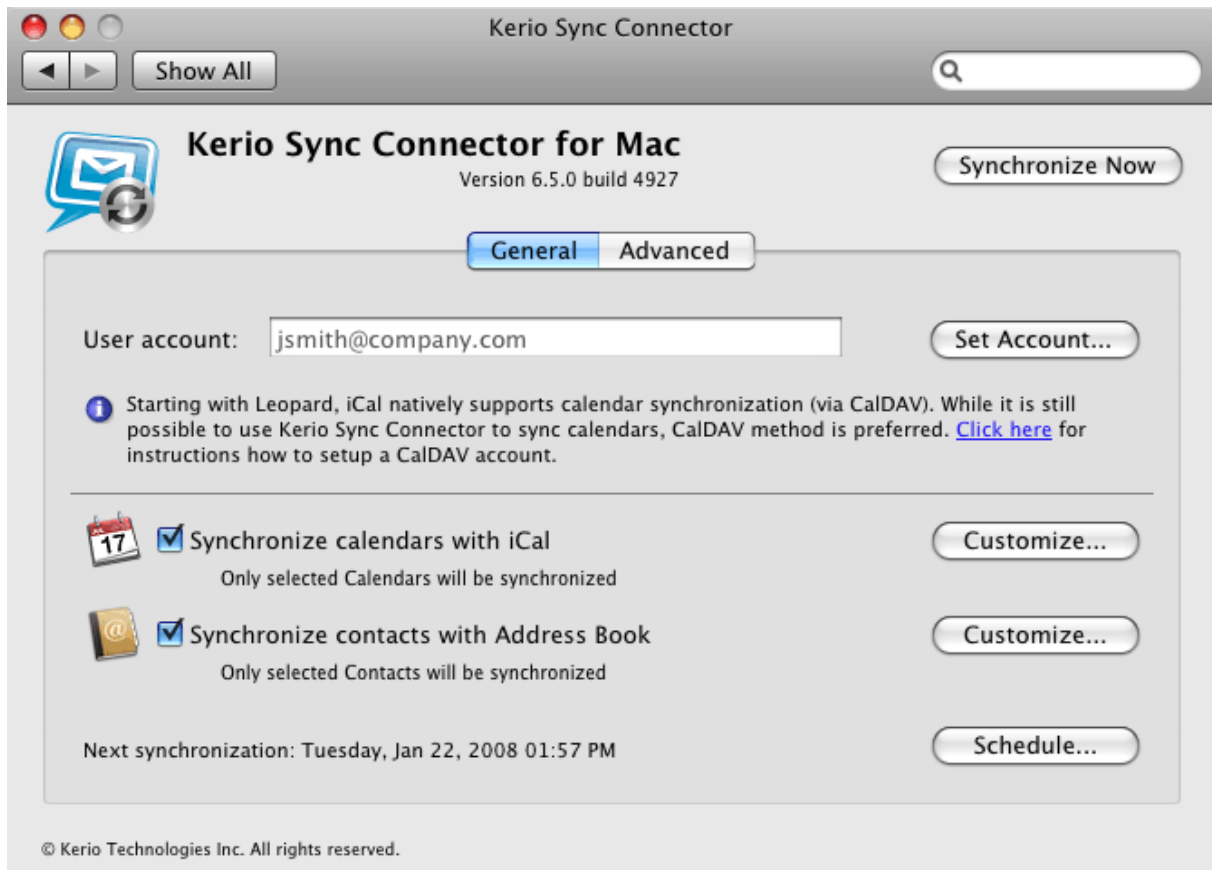 Kerio Sync Connector
Show All
Kerio Sync Connector for Mac
Version 6.5.0 build 4927
Synchronize Now
General Advanced
User account: jsmith@company.com Set Account...
Starting with Leopard, iCal natively supports calendar synchronization (via CalDAV). While it is still
possible to use Kerio Sync Connector to sync calendars, CalDAV method is preferred. Click here for
instructions how to setup a CalDAV account.
17
Synchronize calendars with iCal Customize...
Only selected Calendars will be synchronized
@
Synchronize contacts with Address Book Customize...
Only selected Contacts will be synchronized
Next synchronization: Tuesday, Jan 22, 2008 01:57 PM Schedule...
© Kerio Technologies Inc. All rights reserved.